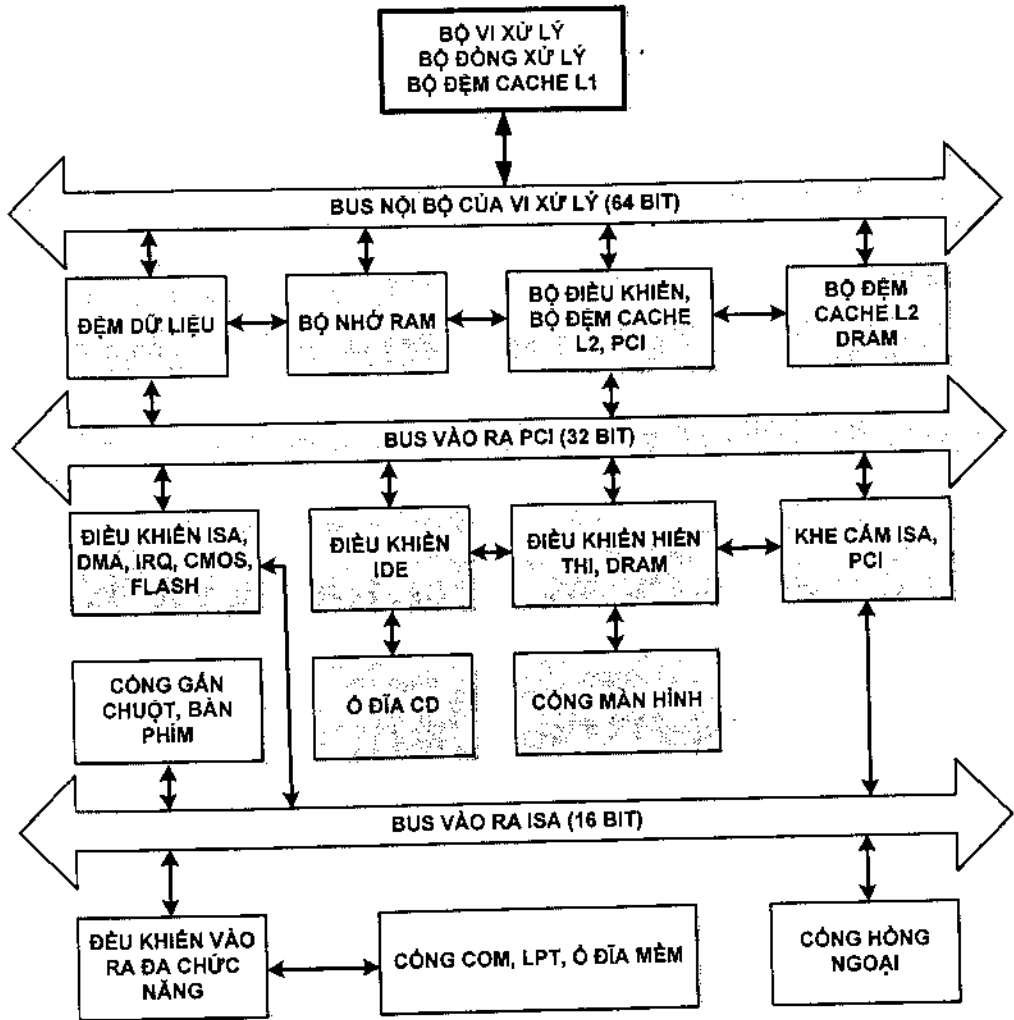 BỘ VI XỬ LÝ
BỘ ĐỒNG XỬ LÝ
BỘ ĐỆM CACHE L1
BUS NỘI BỘ CỦA VI XỬ LÝ (64 BIT)
ĐỆM DỮ LIỆU
BỘ NHỚ RAM
BỘ ĐIỀU KHIỂN,
BỘ ĐỆM CACHE
L2, PCI
BỘ ĐỆM
CACHE L2
DRAM
BUS VÀO RA PCI (32 BIT)
ĐIỀU KHIỂN ISA,
DMA, IRQ, CMOS,
FLASH
ĐIỀU KHIỂN
IDE
ĐIỀU KHIỂN HIỂN
THI, DRAM
KHE CẮM ISA,
PCI
CỔNG GẮN
CHUỘT, BÀN
PHÍM
Ổ ĐĨA CD
CỔNG MÀN HÌNH
BUS VÀO RA ISA (16 BIT)
ĐỀU KHIỂN VÀO
RA ĐA CHỨC
NĂNG
CỔNG COM, LPT, Ổ ĐĨA MỀM
CỔNG HỒNG
NGOẠI